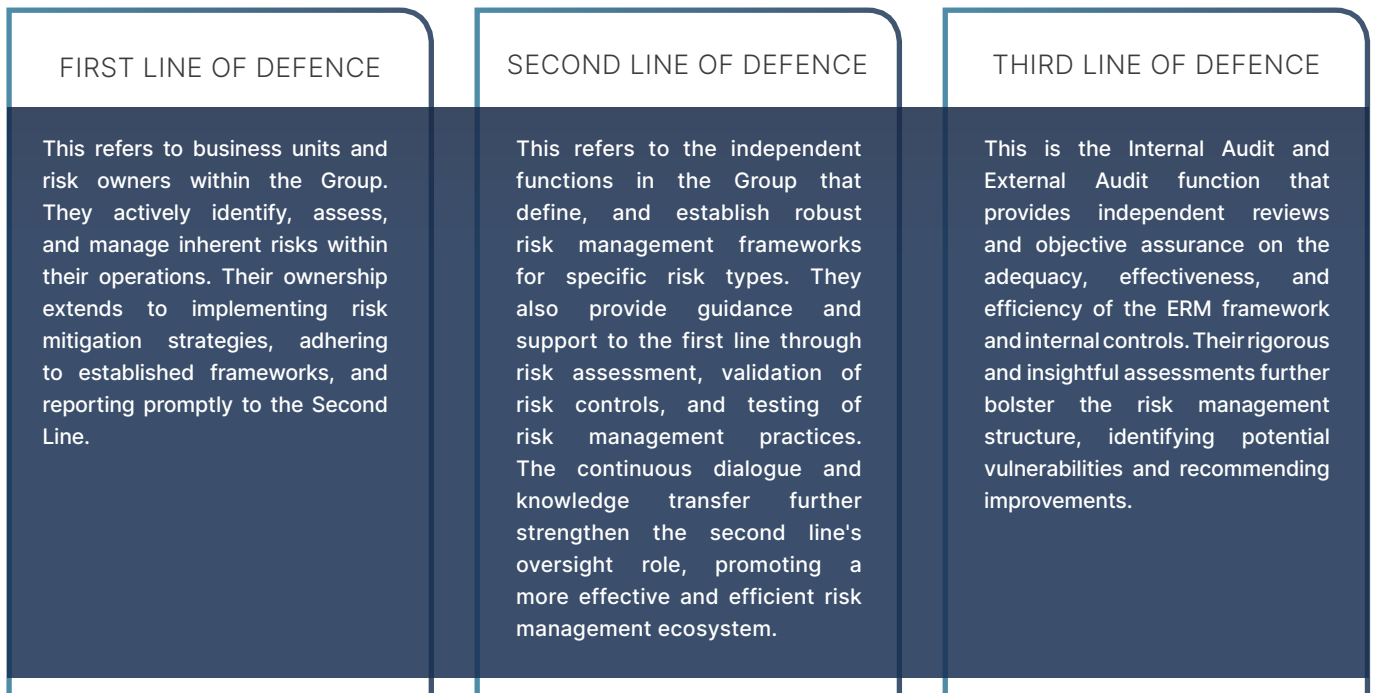 FIRST LINE OF DEFENCE
This refers to business units and
risk owners within the Group.
They actively identify, assess,
and manage inherent risks within
their operations. Their ownership
extends to implementing risk
mitigation strategies, adhering
to established frameworks, and
reporting promptly to the Second
Line.
SECOND LINE OF DEFENCE
This refers to the independent
functions in the Group that
define, and establish robust
risk management frameworks
for specific risk types. They
also provide guidance and
support to the first line through
risk assessment, validation of
risk controls, and testing of
risk management practices.
The continuous dialogue and
knowledge transfer further
strengthen the second line's
oversight role, promoting a
more effective and efficient risk
management ecosystem.
THIRD LINE OF DEFENCE
This is the Internal Audit and
External Audit function that
provides independent reviews
and objective assurance on the
adequacy, effectiveness, and
efficiency of the ERM framework
and internal controls. Their rigorous
and insightful assessments further
bolster the risk management
structure, identifying potential
vulnerabilities and recommending
improvements.